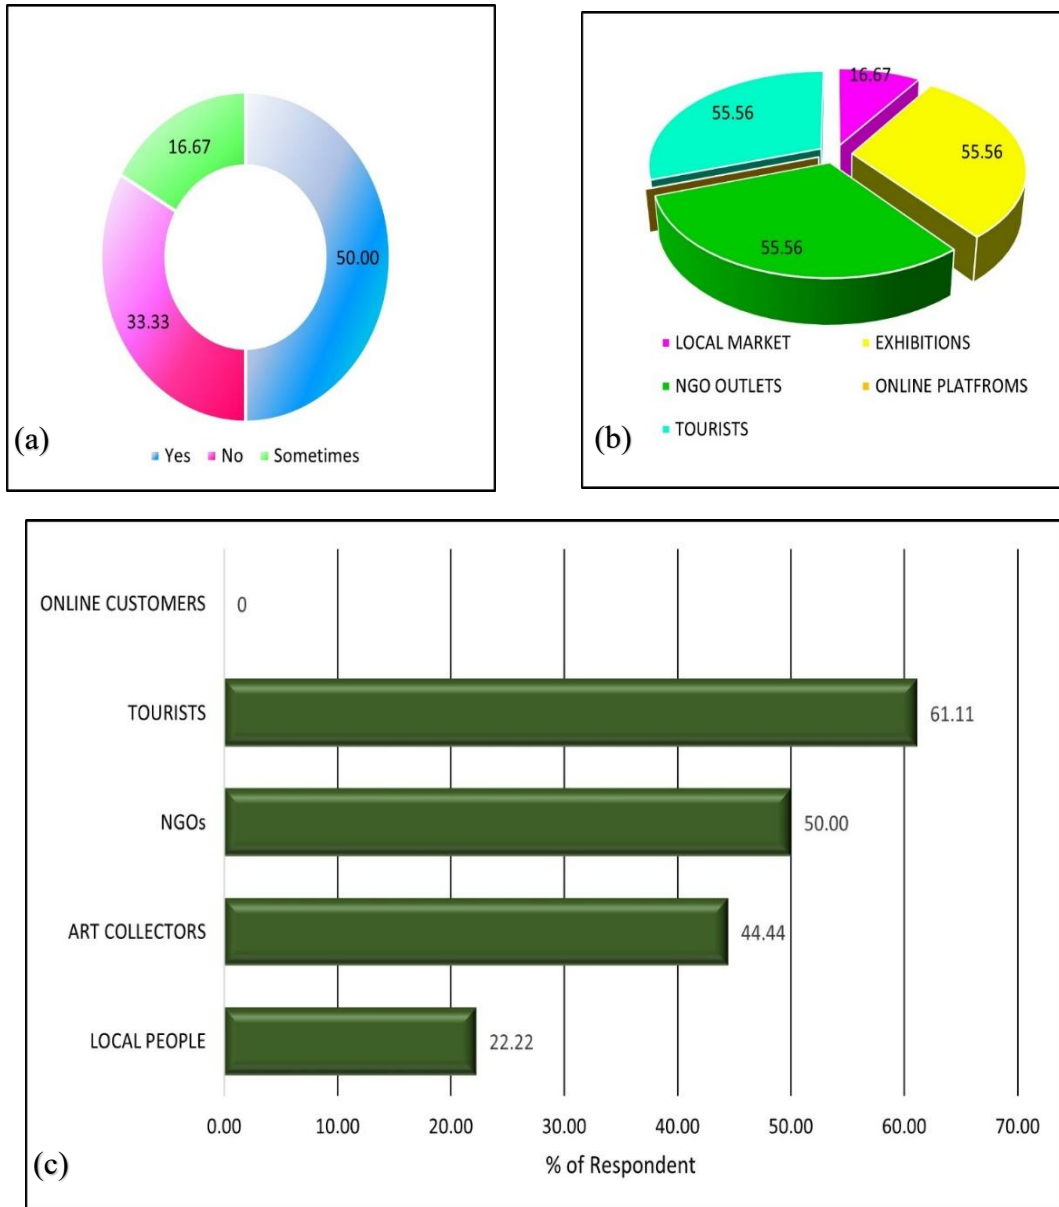 16.67
50.00
33.33
(a)
Yes No Sometimes
16.67
55.56
55.56
55.56
LOCAL MARKET EXHIBITIONS
NGO OUTLETS ONLINE PLATFROMS
TOURISTS
(b)
ONLINE CUSTOMERS 0
TOURISTS 61.11
NGOs 50.00
ART COLLECTORS 44.44
LOCAL PEOPLE 22.22
0.00 10.00 20.00 30.00 40.00 50.00 60.00 70.00
% of Respondent
(c)